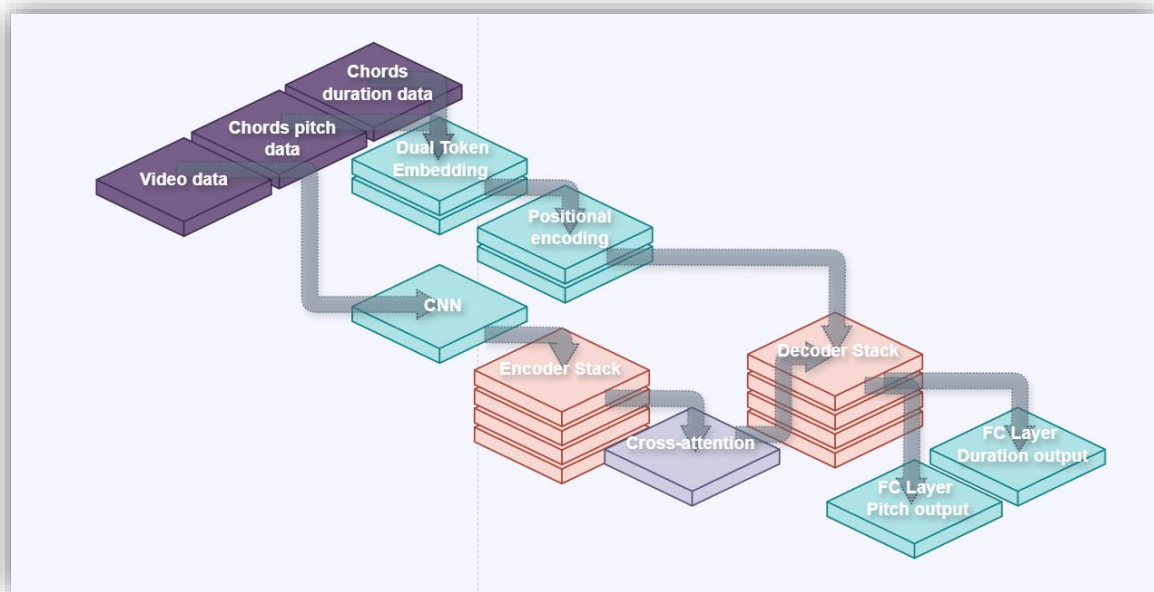 Chords
duration data
Chords pitch
data
Video data
Dual Token
Embedding
Positional
encoding
CNN
Encoder Stack
Decoder Stack
Cross-attention
FC Layer
Duration output
FC Layer
Pitch output